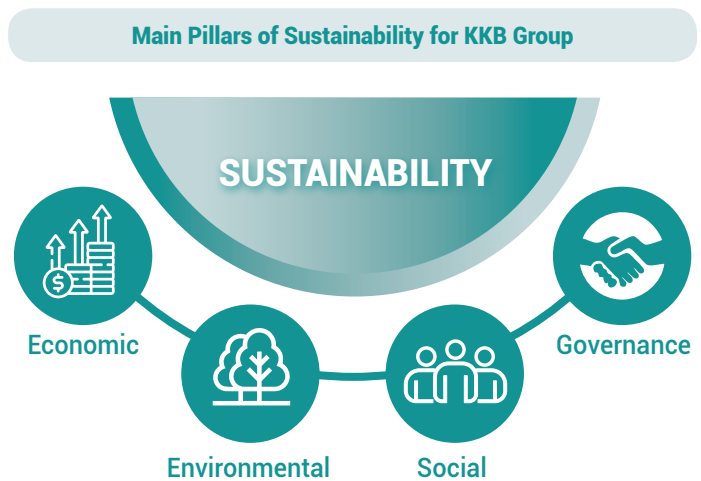 Main Pillars of Sustainability for KKB Group
SUSTAINABILITY
$
Economic
Environmental
Social
Governance